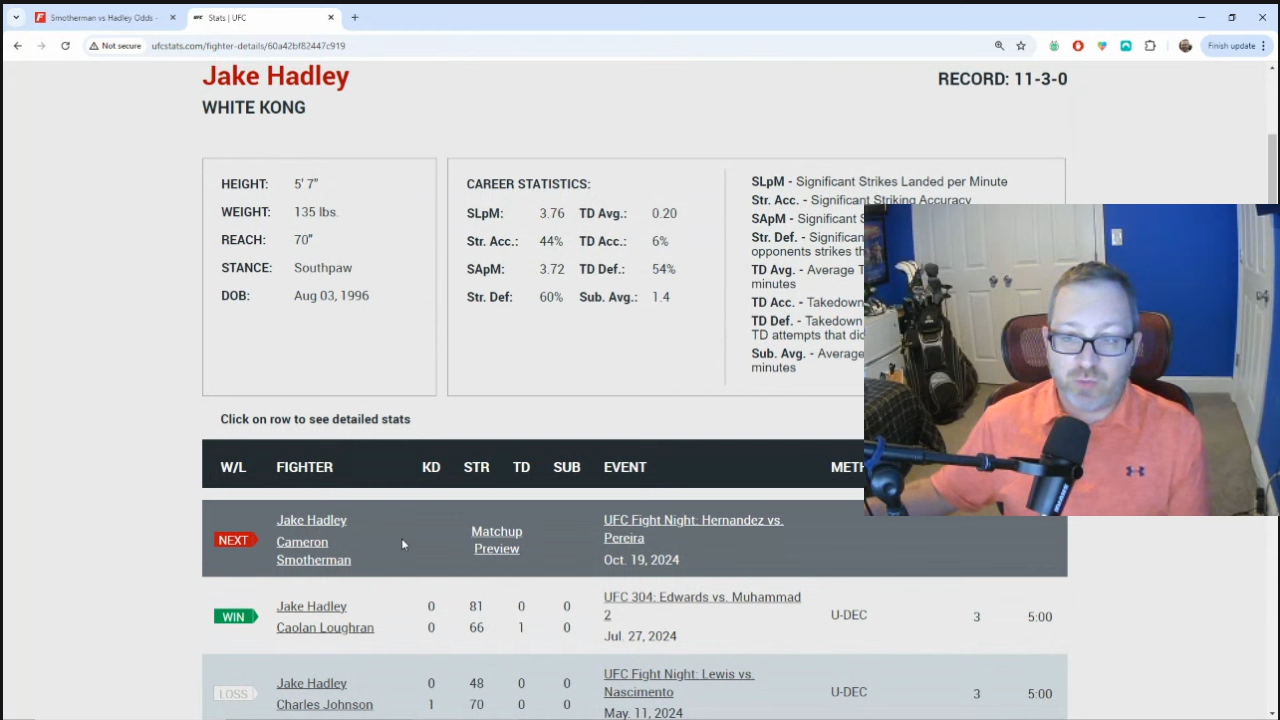 Smotherman vs Hadley Odds -
Stats | UFC
Not secure
ufcstats.com/fighter-details/60a42bf82447c919
Finish update
Jake Hadley
RECORD: 11-3-0
WHITE KONG
HEIGHT: 5' 7"
WEIGHT: 135 lbs.
REACH: 70"
STANCE: Southpaw
DOB: Aug 03, 1996
CAREER STATISTICS:
SLpM: 3.76 TD Avg.: 0.20
Str. Acc.: 44% TD Acc.: 6%
SApM: 3.72 TD Def.: 54%
Str. Def: 60% Sub. Avg.: 1.4
SLpM - Significant Strikes Landed per Minute
Str. Acc. - Significant Striking Accuracy
SApM - Significant S
Str. Def. - Significan
opponents strikes th
TD Avg. - Average T
minutes
TD Acc. - Takedown
TD Def. - Takedown
TD attempts that did
Sub. Avg. - Average
minutes
Click on row to see detailed stats
W/L FIGHTER KD STR TD SUB EVENT METH
NEXT
Jake Hadley
Cameron
Smotherman
Matchup
Preview
UFC Fight Night: Hernandez vs.
Pereira
Oct. 19, 2024
WIN
Jake Hadley 0 81 0 0
Caolan Loughran 0 66 1 0
UFC 304: Edwards vs. Muhammad
2
Jul. 27, 2024
U-DEC 3 5:00
LOSS
Jake Hadley 0 48 0 0
Charles Johnson 1 70 0 0
UFC Fight Night: Lewis vs.
Nascimento
May. 11, 2024
U-DEC 3 5:00